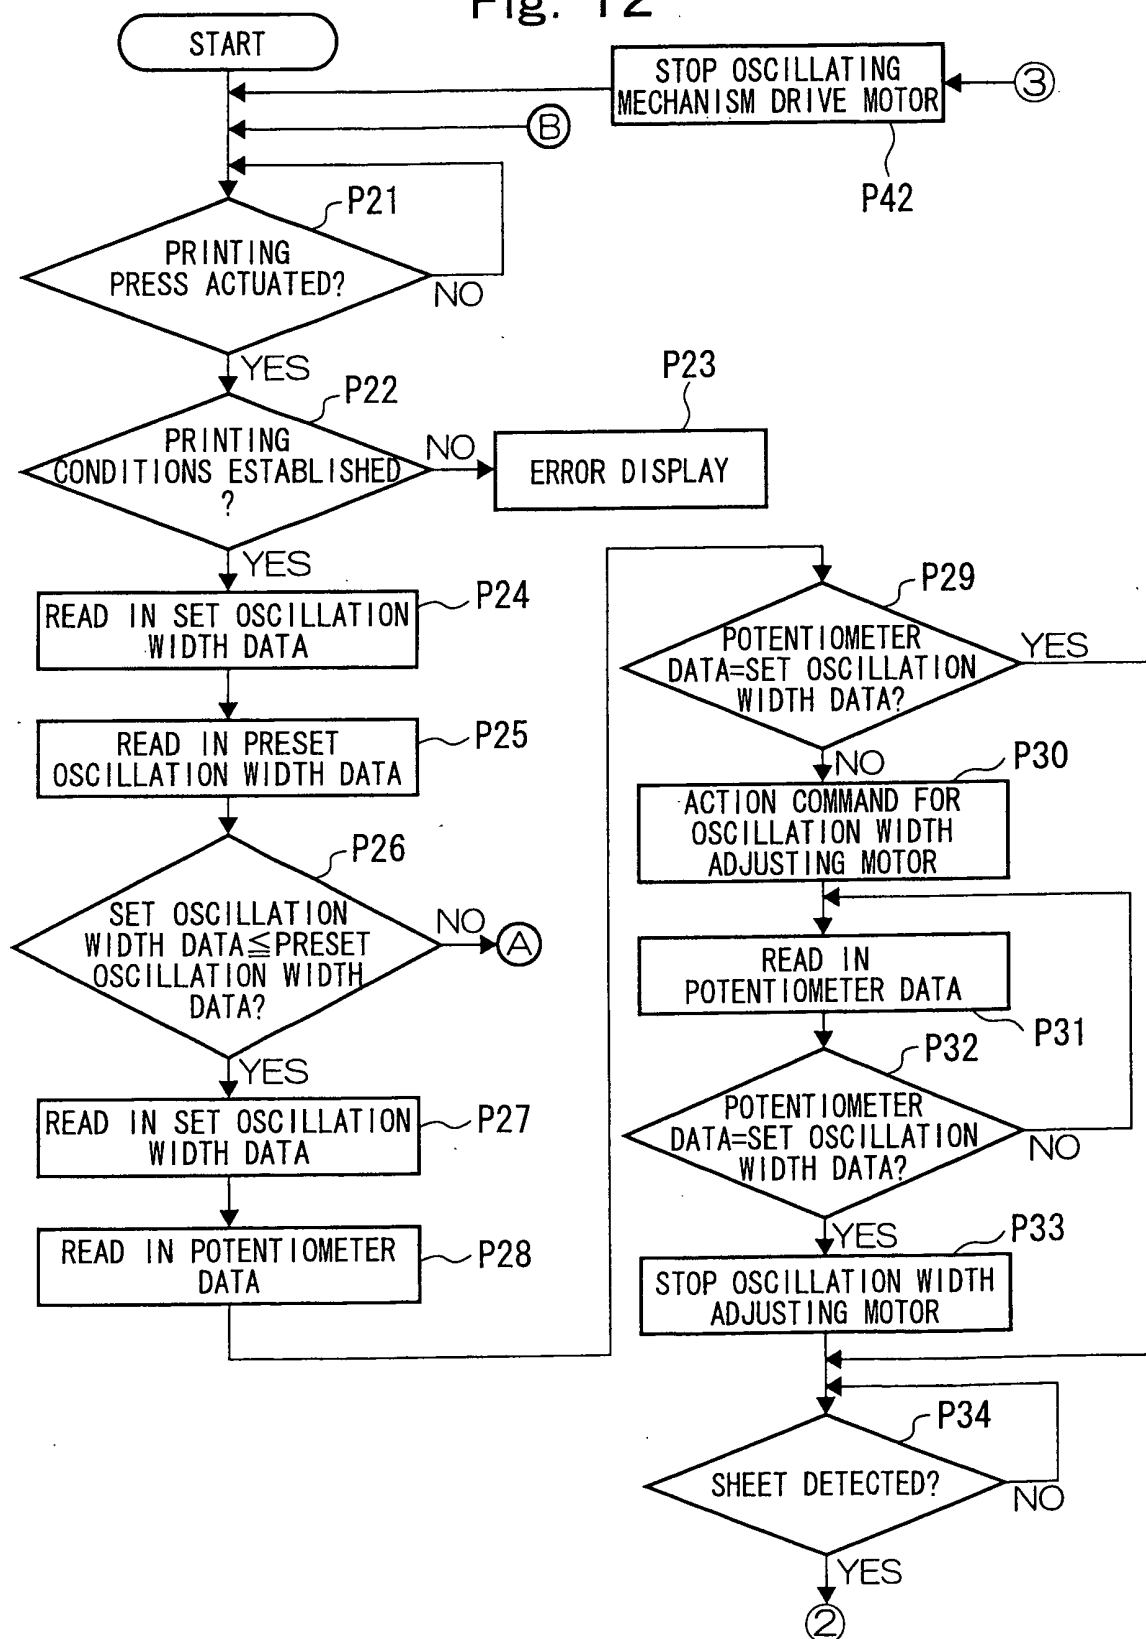 Fig. 12
START
STOP OSCILLATING
MECHANISM DRIVE MOTOR
3
B
P42
P21
PRINTING
PRESS ACTUATED?
NO
YES
P22
PRINTING
CONDITIONS ESTABLISHED
?
NO
P23
ERROR DISPLAY
YES
READ IN SET OSCILLATION
WIDTH DATA
P24
READ IN PRESET
OSCILLATION WIDTH DATA
P25
P26
SET OSCILLATION
WIDTH DATA≦PRESET
OSCILLATION WIDTH
DATA?
NO
A
YES
READ IN SET OSCILLATION
WIDTH DATA
P27
READ IN POTENTIOMETER
DATA
P28
P29
POTENTIOMETER
DATA=SET OSCILLATION
WIDTH DATA?
YES
NO
P30
ACTION COMMAND FOR
OSCILLATION WIDTH
ADJUSTING MOTOR
READ IN
POTENTIOMETER DATA
P31
P32
POTENTIOMETER
DATA=SET OSCILLATION
WIDTH DATA?
NO
YES
P33
STOP OSCILLATION WIDTH
ADJUSTING MOTOR
P34
SHEET DETECTED?
NO
YES
2